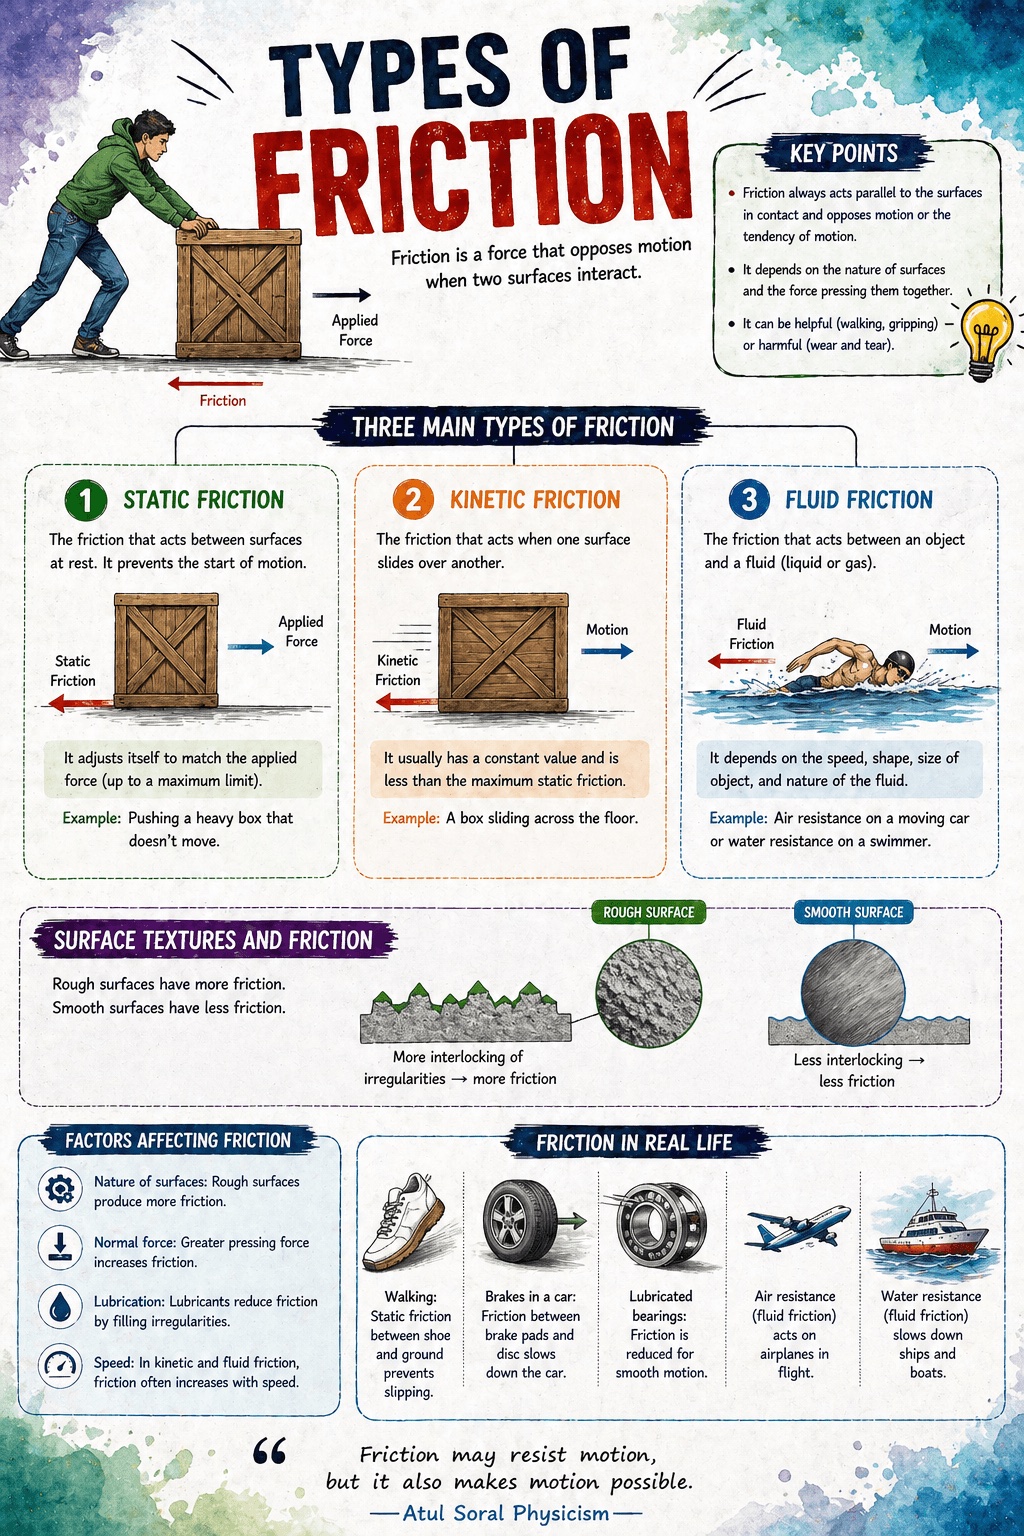 TYPES OF
FRICTION
Friction is a force that opposes motion
when two surfaces interact.
Applied
Force
Friction
KEY POINTS
• Friction always acts parallel to the surfaces
in contact and opposes motion or the
tendency of motion.
• It depends on the nature of surfaces
and the force pressing them together.
• It can be helpful (walking, gripping)
or harmful (wear and tear).
THREE MAIN TYPES OF FRICTION
1 STATIC FRICTION
The friction that acts between surfaces
at rest. It prevents the start of motion.
Applied
Force
Static
Friction
It adjusts itself to match the applied
force (up to a maximum limit).
Example: Pushing a heavy box that
doesn't move.
2 KINETIC FRICTION
The friction that acts when one surface
slides over another.
Motion
Kinetic
Friction
It usually has a constant value and is
less than the maximum static friction.
Example: A box sliding across the floor.
3 FLUID FRICTION
The friction that acts between an object
and a fluid (liquid or gas).
Fluid
Friction
Motion
It depends on the speed, shape, size of
object, and nature of the fluid.
Example: Air resistance on a moving car
or water resistance on a swimmer.
SURFACE TEXTURES AND FRICTION
Rough surfaces have more friction.
Smooth surfaces have less friction.
ROUGH SURFACE
More interlocking of
irregularities → more friction
SMOOTH SURFACE
Less interlocking →
less friction
FACTORS AFFECTING FRICTION
Nature of surfaces: Rough surfaces
produce more friction.
Normal force: Greater pressing force
increases friction.
Lubrication: Lubricants reduce friction
by filling irregularities.
Speed: In kinetic and fluid friction,
friction often increases with speed.
FRICTION IN REAL LIFE
Walking:
Static friction
between shoe
and ground
prevents
slipping.
Brakes in a car:
Friction between
brake pads and
disc slows
down the car.
Lubricated
bearings:
Friction is
reduced for
smooth motion.
Air resistance
(fluid friction)
acts on
airplanes in
flight.
Water resistance
(fluid friction)
slows down
ships and
boats.
“ Friction may resist motion,
but it also makes motion possible.
— Atul Soral Physicism —